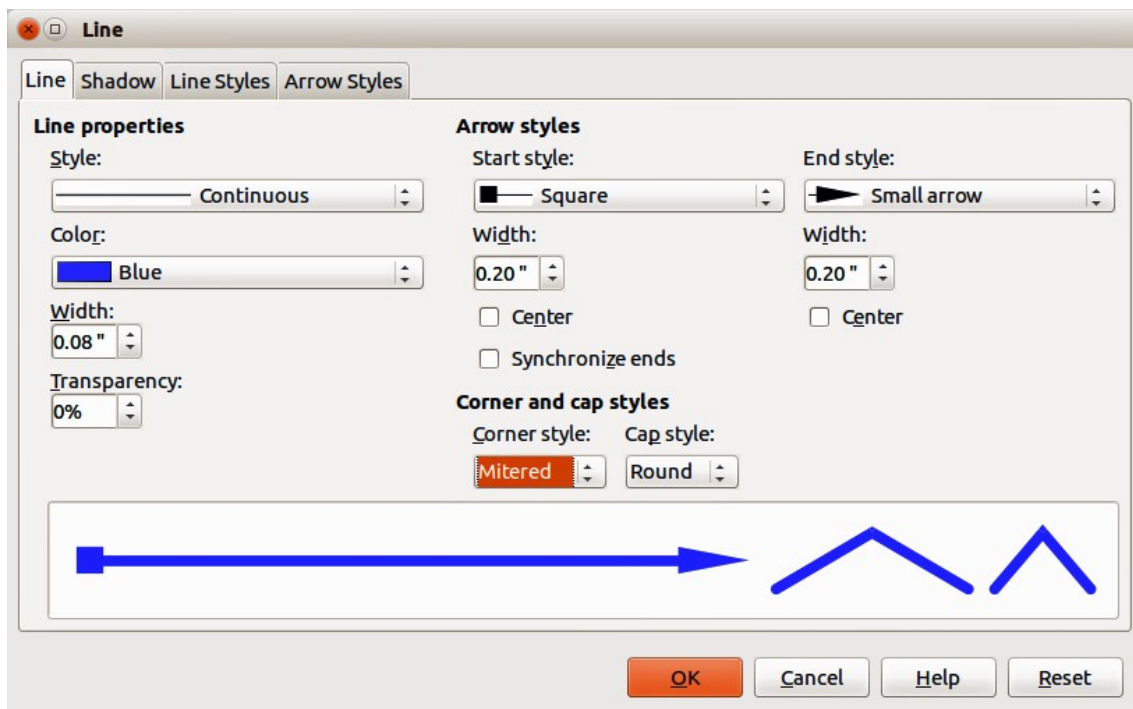 Line
Line Shadow Line Styles Arrow Styles
Line properties
Style:
Continuous
Color:
Blue
Width:
0.08 "
Transparency:
0%
Arrow styles
Start style:
Square
Width:
0.20 "
Center
Synchronize ends
End style:
Small arrow
Width:
0.20 "
Center
Corner and cap styles
Corner style: Cap style:
Mitered Round
OK Cancel Help Reset